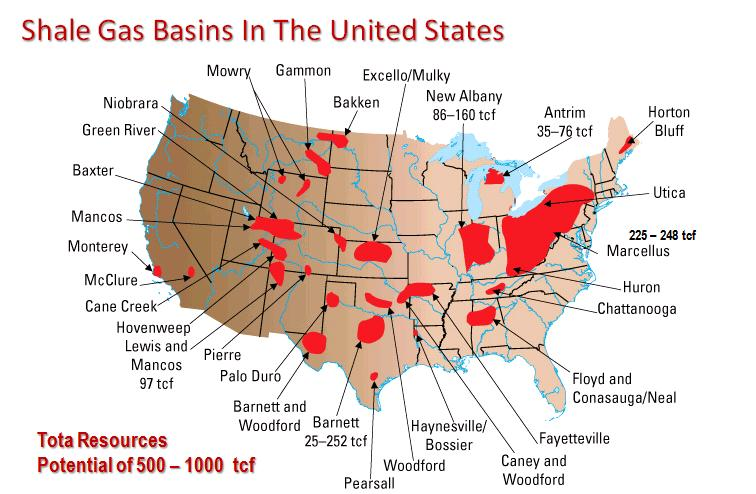 Shale Gas Basins In The United States
Mowry
Gammon
Excello/Mulky
Niobrara
Bakken
New Albany
86–160 tcf
Antrim
35–76 tcf
Horton
Bluff
Green River
Baxter
Utica
Mancos
225 – 248 tcf
Marcellus
Monterey
McClure
Huron
Cane Creek
Chattanooga
Hovenweep
Lewis and
Mancos
97 tcf
Pierre
Palo Duro
Floyd and
Conasauga/Neal
Barnett and
Woodford
Barnett
25–252 tcf
Haynesville/
Bossier
Fayetteville
Woodford
Caney and
Woodford
Pearsall
Tota Resources
Potential of 500 – 1000 tcf